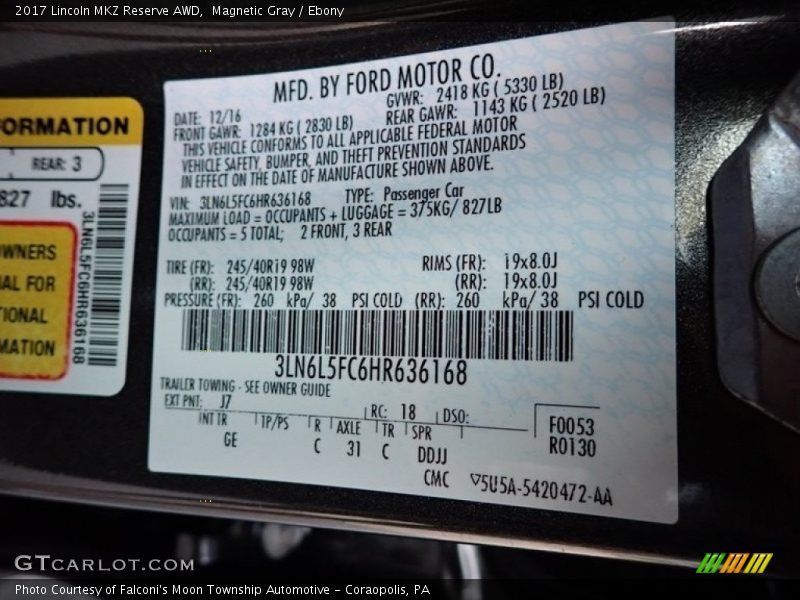 2017 Lincoln MKZ Reserve AWD,  Magnetic Gray / Ebony
ORMATION
REAR: 3
827 lbs.
OWNERS
AL FOR
TIONAL
MATION
3LN6L5FC6HR636168
MFD. BY FORD MOTOR CO.
DATE: 12/16 GVWR: 2418 KG ( 5330 LB)
FRONT GAWR: 1284 KG ( 2830 LB) REAR GAWR: 1143 KG ( 2520 LB)
THIS VEHICLE CONFORMS TO ALL APPLICABLE FEDERAL MOTOR
VEHICLE SAFETY, BUMPER, AND THEFT PREVENTION STANDARDS
IN EFFECT ON THE DATE OF MANUFACTURE SHOWN ABOVE.
VIN: 3LN6L5FC6HR636168 TYPE: Passenger Car
MAXIMUM LOAD = OCCUPANTS + LUGGAGE = 375KG/ 827LB
OCCUPANTS = 5 TOTAL; 2 FRONT, 3 REAR
TIRE (FR): 245/40R19 98W RIMS (FR): 19x8.0J
(RR): 245/40R19 98W (RR): 19x8.0J
PRESSURE (FR): 260 kPa/ 38 PSI COLD (RR): 260 kPa/ 38 PSI COLD
3LN6L5FC6HR636168
TRAILER TOWING - SEE OWNER GUIDE
EXT PNT: J7 RC: 18 DSO:
INT TR TP/PS R AXLE TR SPR
GE C 31 C DDJJ
F0053
R0130
CMC ▽5U5A-5420472-AA
GTCARLOT.COM
Photo Courtesy of Falconi's Moon Township Automotive – Coraopolis, PA